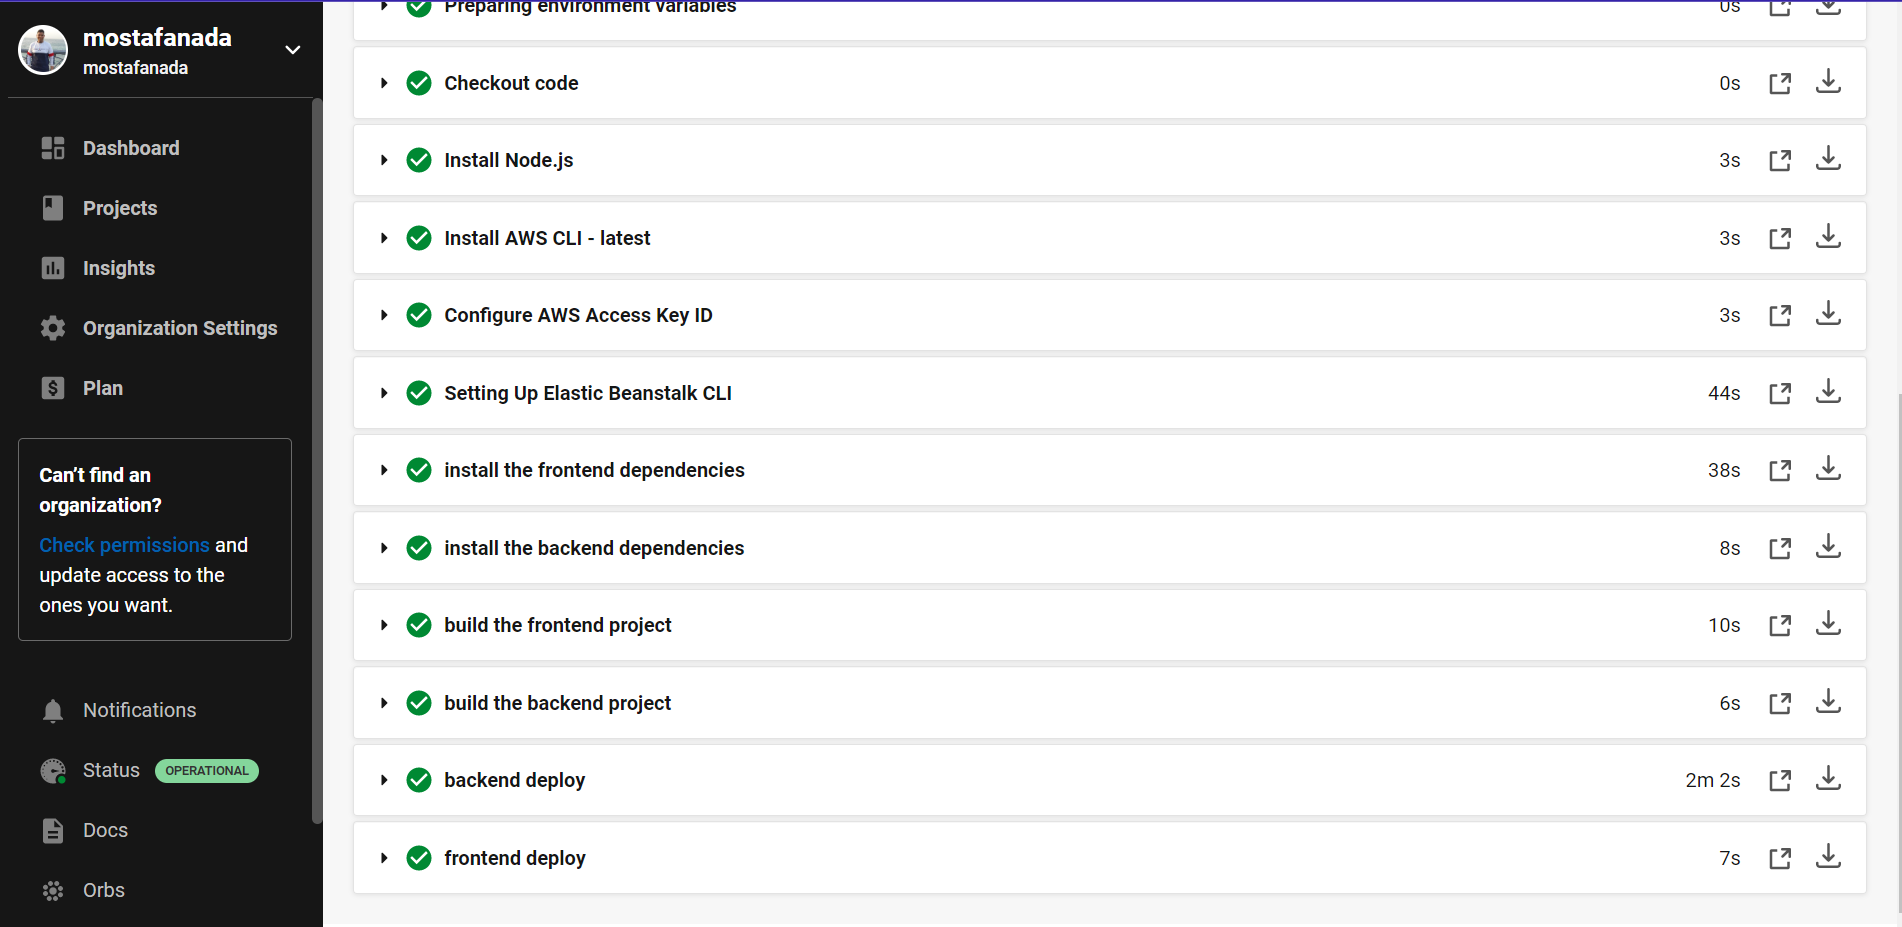 mostafanada
mostafanada
Dashboard
Projects
Insights
Organization Settings
Plan
Can’t find an
organization?
Check permissions and
update access to the
ones you want.
Notifications
Status OPERATIONAL
Docs
Orbs
Preparing environment variables 0s
Checkout code 0s
Install Node.js 3s
Install AWS CLI - latest 3s
Configure AWS Access Key ID 3s
Setting Up Elastic Beanstalk CLI 44s
install the frontend dependencies 38s
install the backend dependencies 8s
build the frontend project 10s
build the backend project 6s
backend deploy 2m 2s
frontend deploy 7s